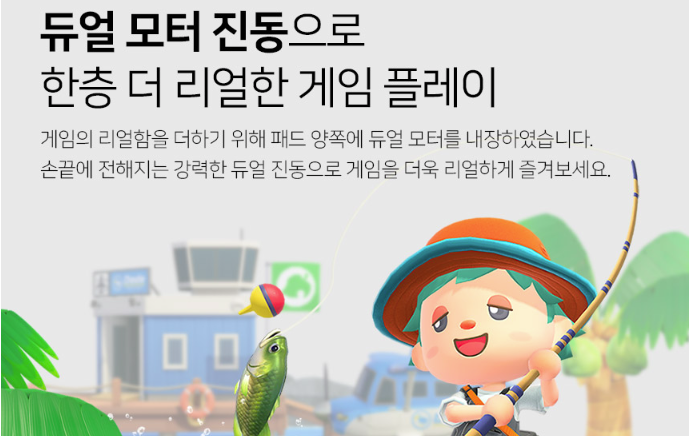 듀얼 모터 진동으로
한층 더 리얼한 게임 플레이
게임의 리얼함을 더하기 위해 패드 양쪽에 듀얼 모터를 내장하였습니다.
손끝에 전해지는 강력한 듀얼 진동으로 게임을 더욱 리얼하게 즐겨보세요.